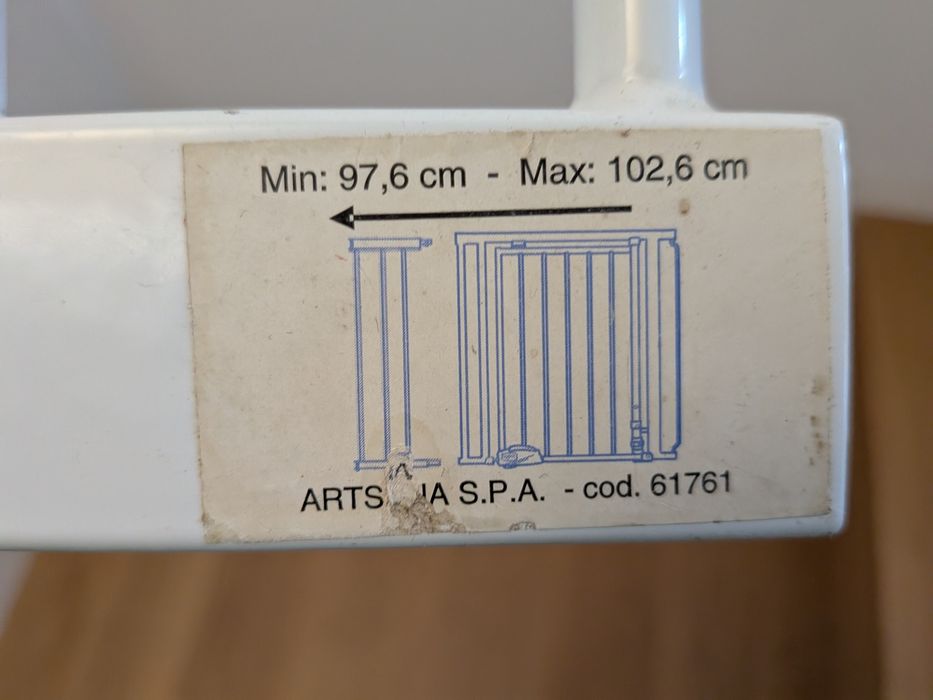 Min: 97,6 cm - Max: 102,6 cm
S.P.A. - cod. 61761